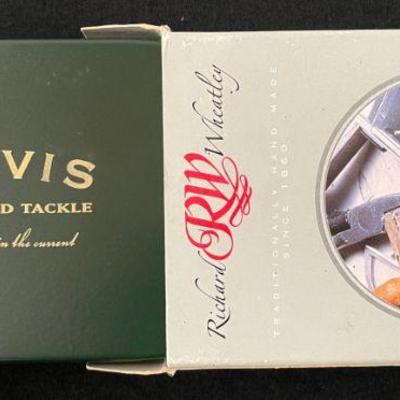 VIS
D TACKLE
in the current
Richard RW Wheatley
TRADITIONALLY HAND MADE
SINCE 1860